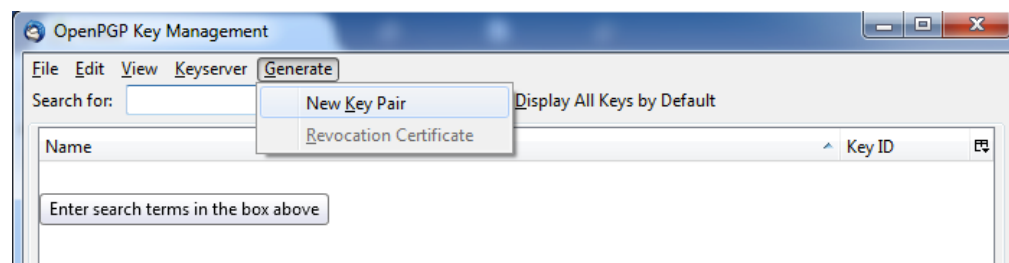 OpenPGP Key Management
File Edit View Keyserver Generate
Search for:
New Key Pair
Display All Keys by Default
Revocation Certificate
Name Key ID
Enter search terms in the box above